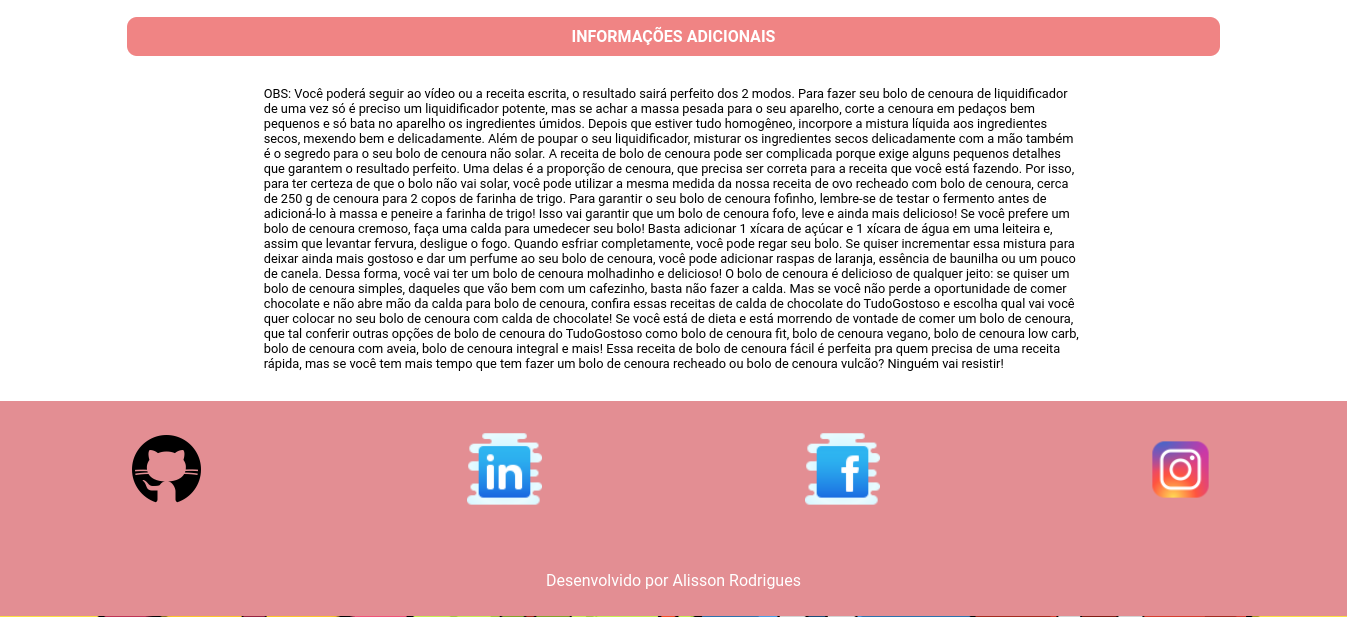 INFORMAÇÕES ADICIONAIS
OBS: Você poderá seguir ao vídeo ou a receita escrita, o resultado sairá perfeito dos 2 modos. Para fazer seu bolo de cenoura de liquidificador
de uma vez só é preciso um liquidificador potente, mas se achar a massa pesada para o seu aparelho, corte a cenoura em pedaços bem
pequenos e só bata no aparelho os ingredientes úmidos. Depois que estiver tudo homogêneo, incorpore a mistura líquida aos ingredientes
secos, mexendo bem e delicadamente. Além de poupar o seu liquidificador, misturar os ingredientes secos delicadamente com a mão também
é o segredo para o seu bolo de cenoura não solar. A receita de bolo de cenoura pode ser complicada porque exige alguns pequenos detalhes
que garantem o resultado perfeito. Uma delas é a proporção de cenoura, que precisa ser correta para a receita que você está fazendo. Por isso,
para ter certeza de que o bolo não vai solar, você pode utilizar a mesma medida da nossa receita de ovo recheado com bolo de cenoura, cerca
de 250 g de cenoura para 2 copos de farinha de trigo. Para garantir o seu bolo de cenoura fofinho, lembre-se de testar o fermento antes de
adicioná-lo à massa e peneire a farinha de trigo! Isso vai garantir que um bolo de cenoura fofo, leve e ainda mais delicioso! Se você prefere um
bolo de cenoura cremoso, faça uma calda para umedecer seu bolo! Basta adicionar 1 xícara de açúcar e 1 xícara de água em uma leiteira e,
assim que levantar fervura, desligue o fogo. Quando esfriar completamente, você pode regar seu bolo. Se quiser incrementar essa mistura para
deixar ainda mais gostoso e dar um perfume ao seu bolo de cenoura, você pode adicionar raspas de laranja, essência de baunilha ou um pouco
de canela. Dessa forma, você vai ter um bolo de cenoura molhadinho e delicioso! O bolo de cenoura é delicioso de qualquer jeito: se quiser um
bolo de cenoura simples, daqueles que vão bem com um cafezinho, basta não fazer a calda. Mas se você não perde a oportunidade de comer
chocolate e não abre mão da calda para bolo de cenoura, confira essas receitas de calda de chocolate do TudoGostoso e escolha qual vai você
quer colocar no seu bolo de cenoura com calda de chocolate! Se você está de dieta e está morrendo de vontade de comer um bolo de cenoura,
que tal conferir outras opções de bolo de cenoura do TudoGostoso como bolo de cenoura fit, bolo de cenoura vegano, bolo de cenoura low carb,
bolo de cenoura com aveia, bolo de cenoura integral e mais! Essa receita de bolo de cenoura fácil é perfeita pra quem precisa de uma receita
rápida, mas se você tem mais tempo que tem fazer um bolo de cenoura recheado ou bolo de cenoura vulcão? Ninguém vai resistir!
in
f
Desenvolvido por Alisson Rodrigues